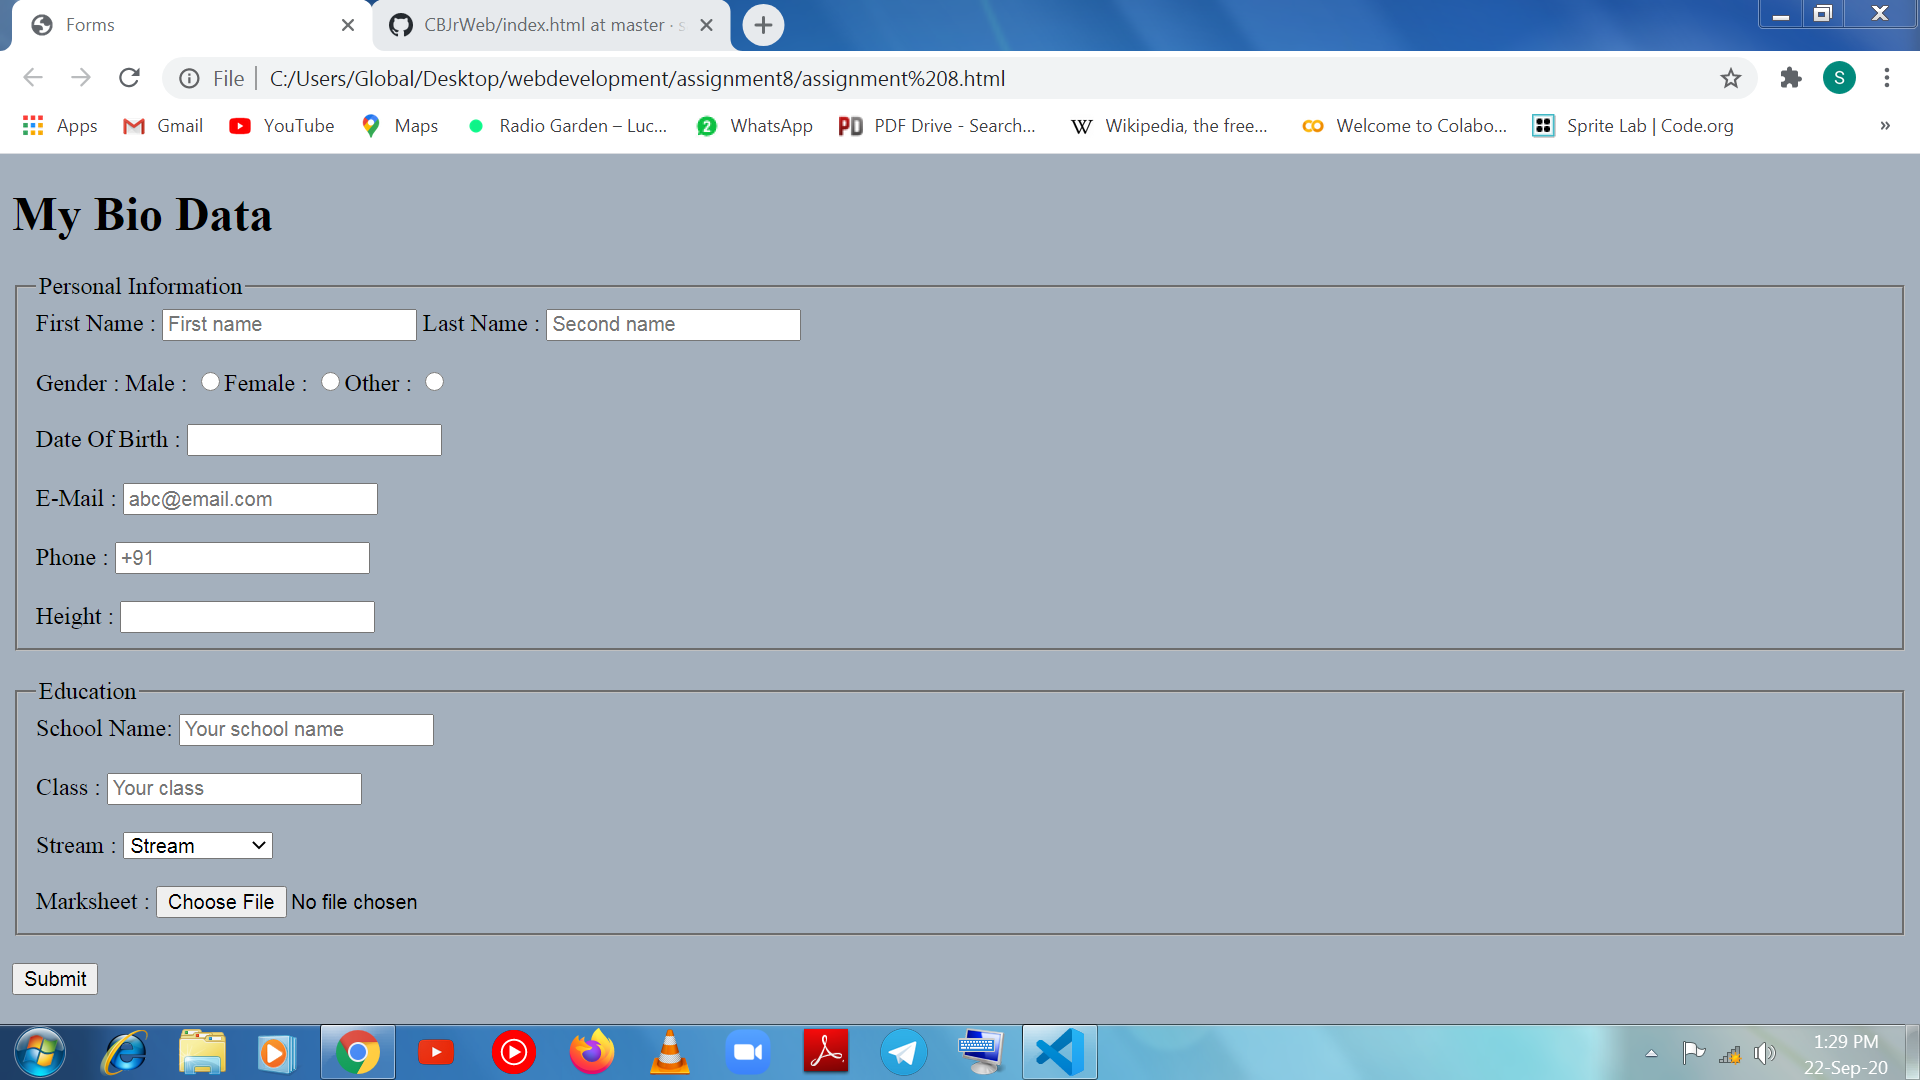 Forms
CBJrWeb/index.html at master · s
File
C:/Users/Global/Desktop/webdevelopment/assignment8/assignment%208.html
S
Apps Gmail YouTube Maps Radio Garden – Luc... 2 WhatsApp PD PDF Drive - Search... W Wikipedia, the free... Welcome to Colabo... Sprite Lab | Code.org »
My Bio Data
Personal Information
First Name : First name Last Name : Second name
Gender : Male : Female : Other :
Date Of Birth :
E-Mail : abc@email.com
Phone : +91
Height :
Education
School Name: Your school name
Class : Your class
Stream : Stream
Marksheet : Choose File No file chosen
Submit
1:29 PM
22-Sep-20